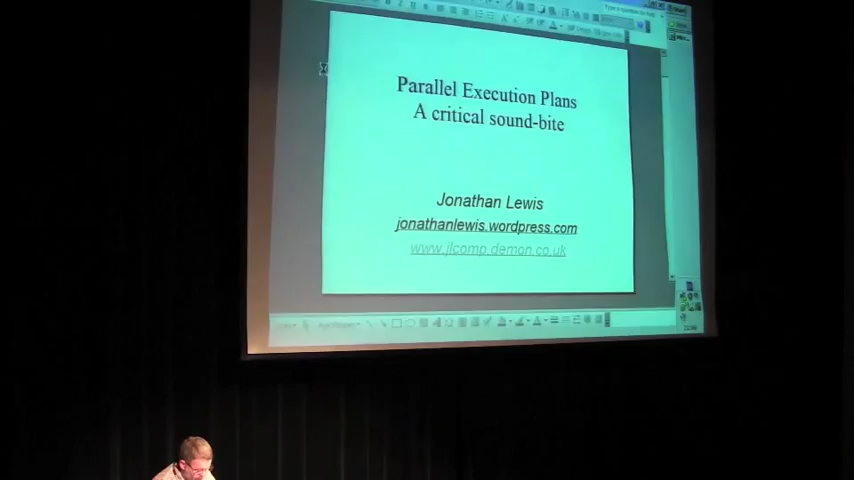 Parallel Execution Plans
A critical sound-bite
Jonathan Lewis
jonathanlewis.wordpress.com
www.jlcomp.demon.co.uk